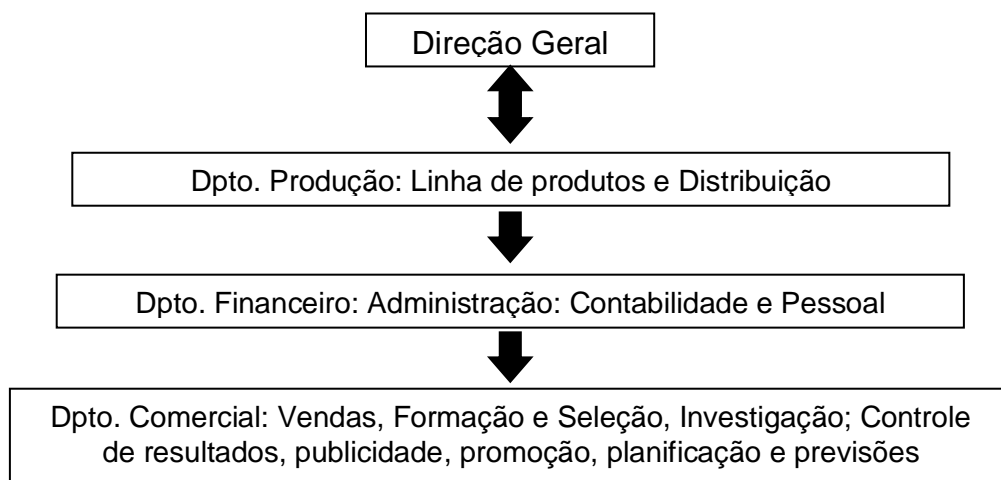 Direção Geral
Dpto. Produção: Linha de produtos e Distribuição
Dpto. Financeiro: Administração: Contabilidade e Pessoal
Dpto. Comercial: Vendas, Formação e Seleção, Investigação; Controle
de resultados, publicidade, promoção, planificação e previsões